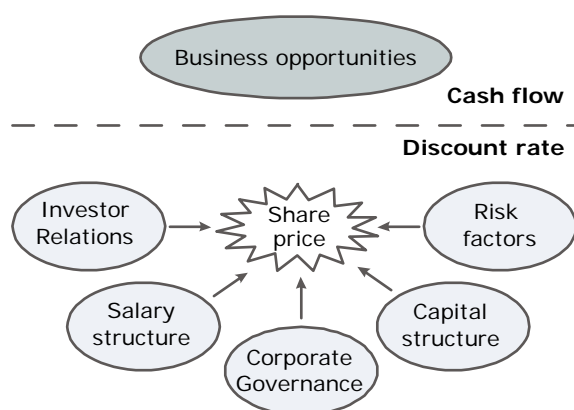 Business opportunities
Cash flow
Discount rate
Investor
Relations
Share
price
Risk
factors
Salary
structure
Capital
structure
Corporate
Governance